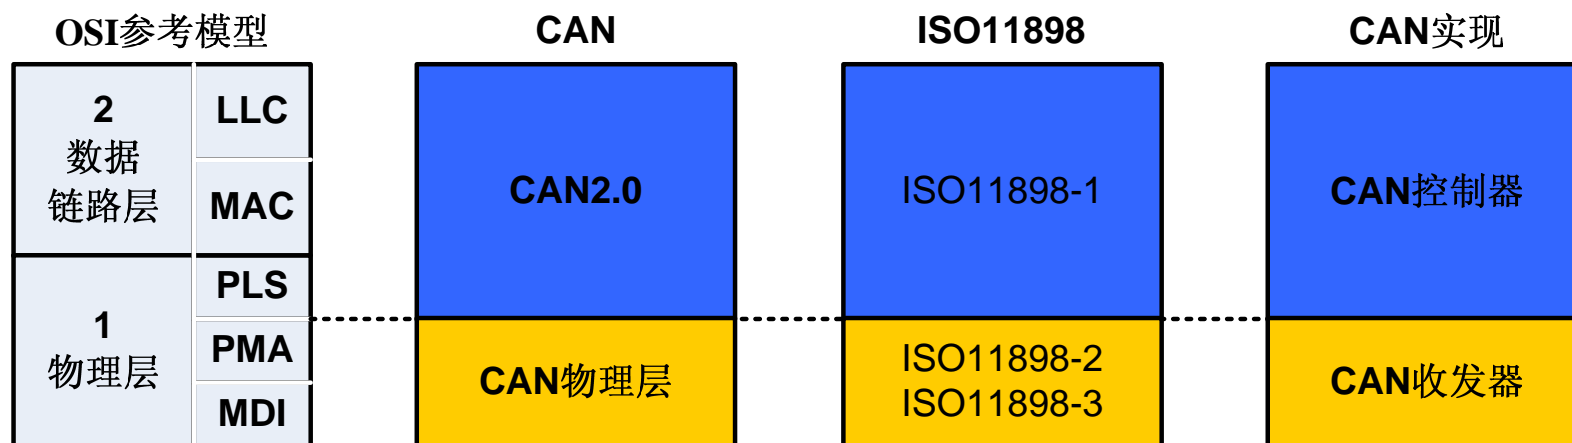 OSI参考模型
CAN
ISO11898
CAN实现
2
数据
链路层
LLC
MAC
1
物理层
PLS
PMA
MDI
CAN2.0
CAN物理层
ISO11898-1
ISO11898-2
ISO11898-3
CAN控制器
CAN收发器